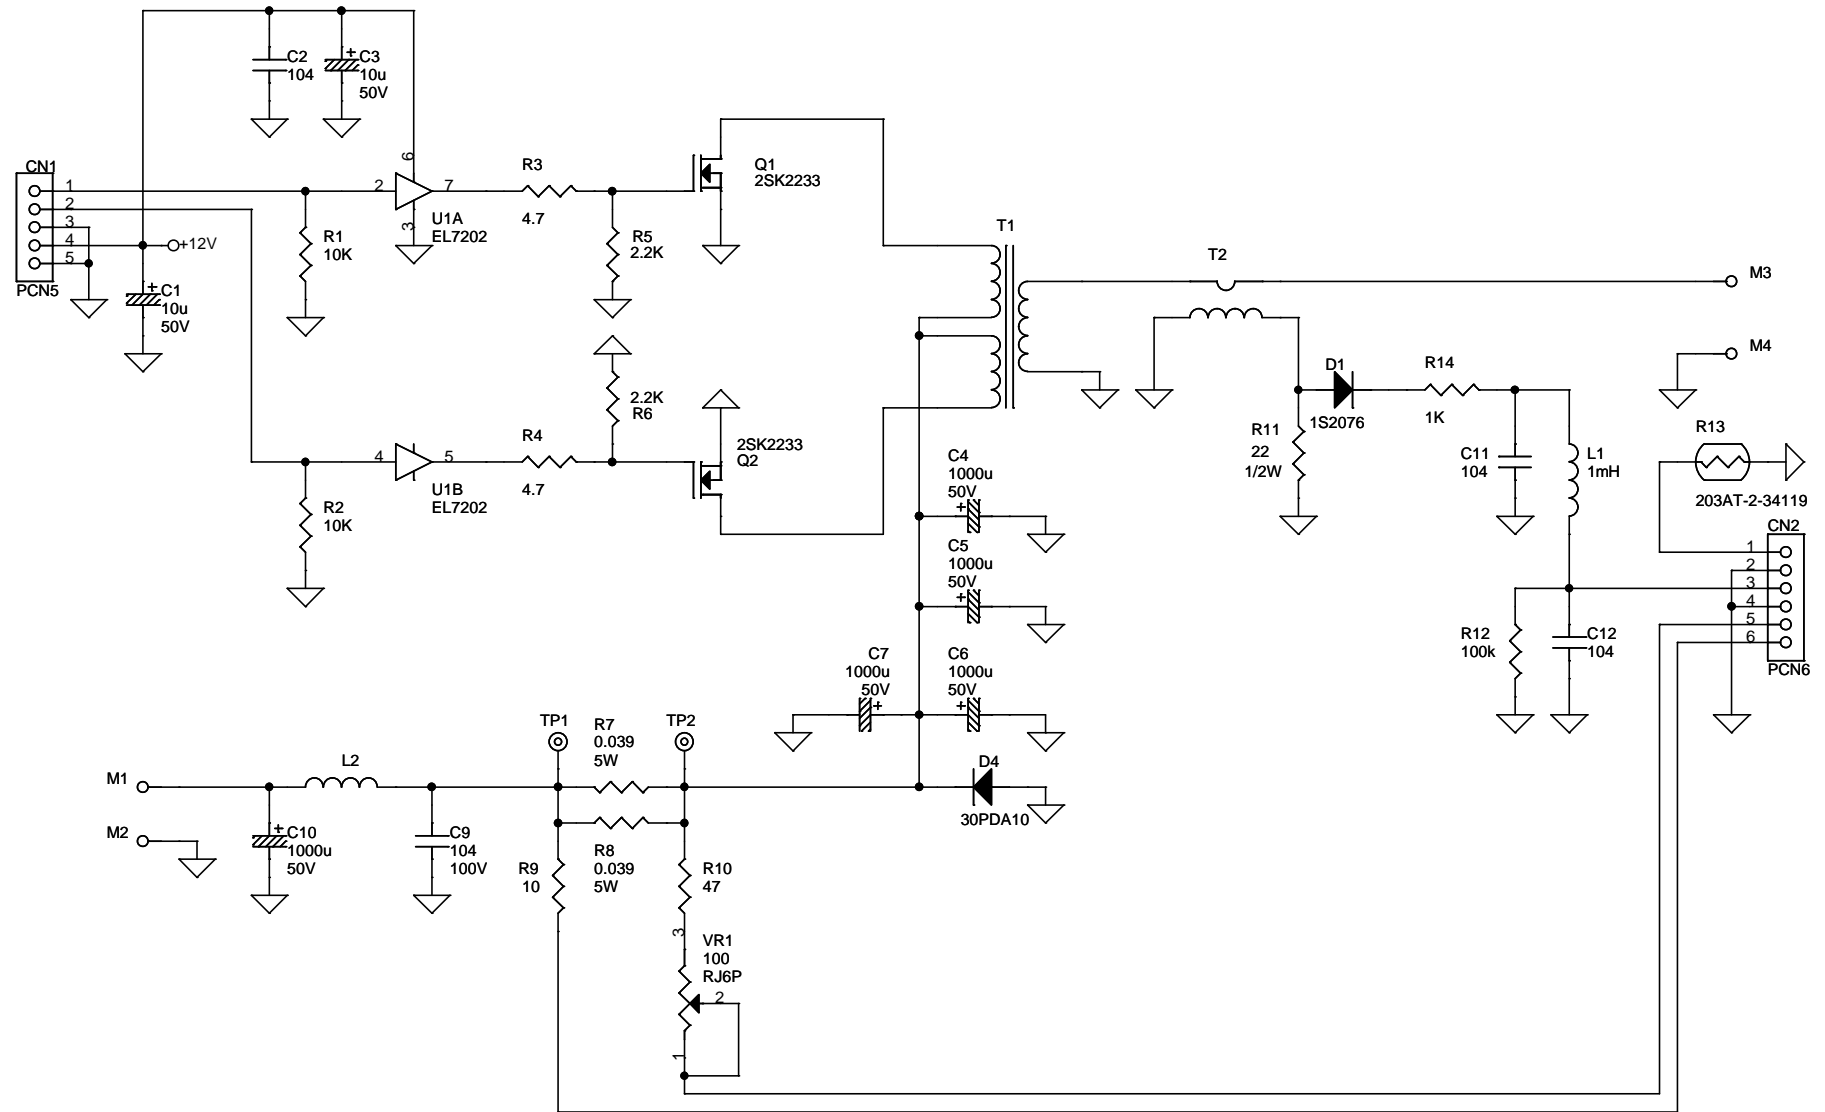 C2
104
C3
10u
50V
CN1
1
2
3
4
5
PCN5
+12V
C1
10u
50V
R1
10K
2
6
7
3
U1A
EL7202
R3
4.7
R5
2.2K
Q1
2SK2233
T1
T2
M3
M4
2.2K
R6
2SK2233
Q2
R4
4.7
4
5
U1B
EL7202
R2
10K
D1
1S2076
R14
1K
R11
22
1/2W
C11
104
L1
1mH
R13
203AT-2-34119
CN2
1
2
3
4
5
6
PCN6
C4
1000u
50V
C5
1000u
50V
C7
1000u
50V
C6
1000u
50V
R12
100k
C12
104
TP1
R7
0.039
5W
TP2
D4
30PDA10
M1
L2
M2
C10
1000u
50V
C9
104
100V
R8
0.039
5W
R9
10
R10
47
3
VR1
100
RJ6P
2
1